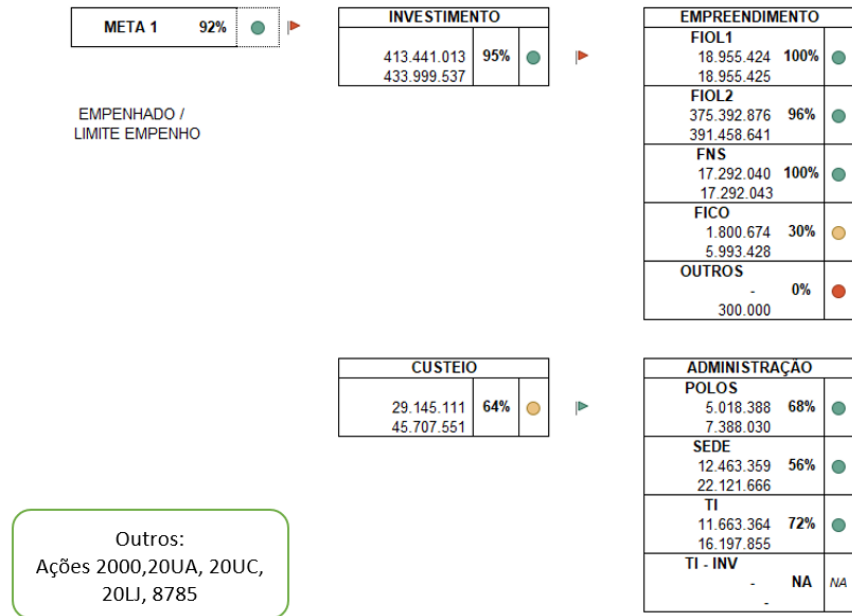 META 1 92%
EMPENHADO /
LIMITE EMPENHO
INVESTIMENTO
413.441.013 95%
433.999.537
EMPREENDIMENTO
FIOL1
18.955.424 100%
18.955.425
FIOL2
375.392.876 96%
391.458.641
FNS
17.292.040 100%
17.292.043
FICO
1.800.674 30%
5.993.428
OUTROS
- 0%
300.000
CUSTEIO
29.145.111 64%
45.707.551
ADMINISTRAÇÃO
POLOS
5.018.388 68%
7.388.030
SEDE
12.463.359 56%
22.121.666
TI
11.663.364 72%
16.197.855
TI - INV
- NA NA
-
Outros:
Ações 2000,20UA, 20UC,
20LJ, 8785